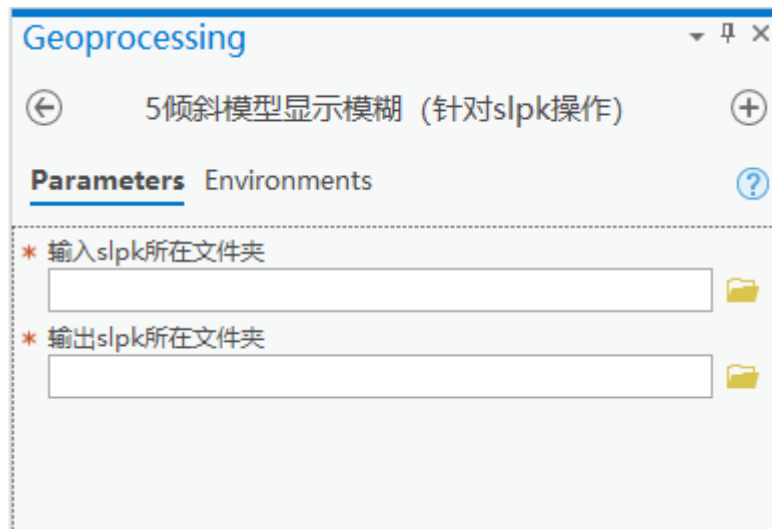 Geoprocessing
5倾斜模型显示模糊（针对slpk操作）
Parameters Environments
* 输入slpk所在文件夹
* 输出slpk所在文件夹